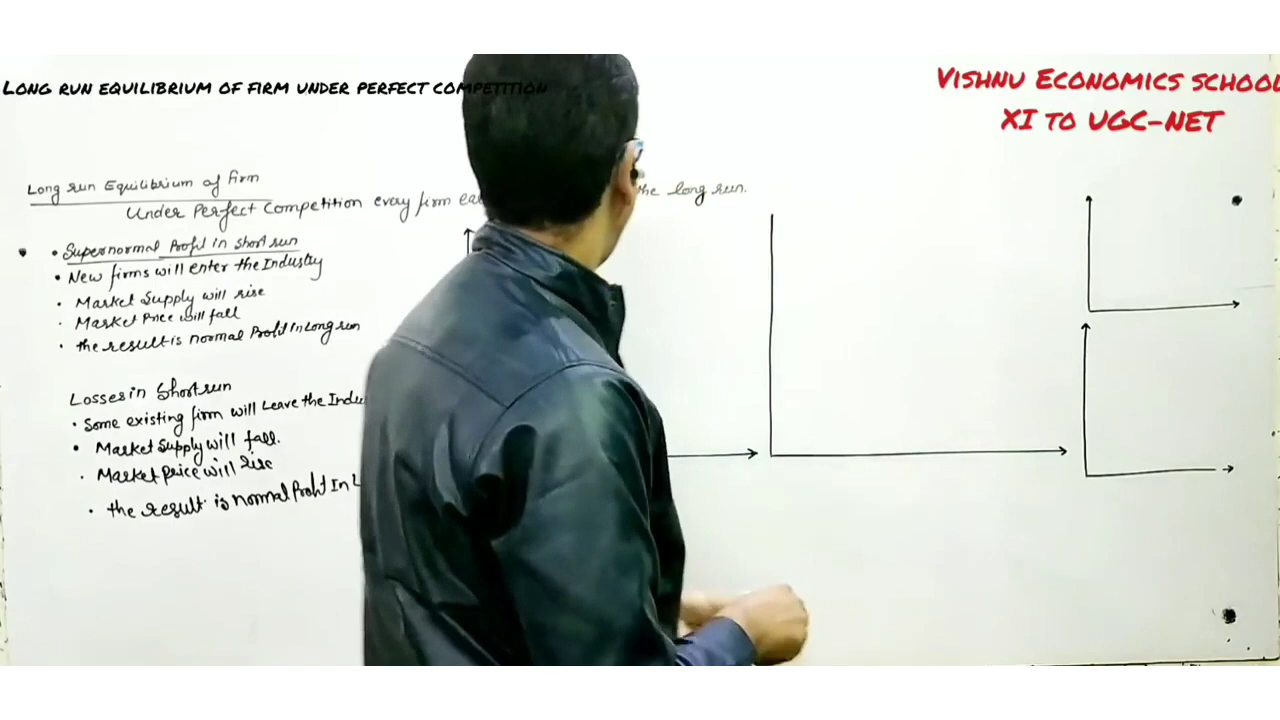 LONG RUN EQUILIBRIUM OF FIRM UNDER PERFECT COMPETITION
VISHNU ECONOMICS SCHOOL
XI TO UGC-NET
Long run Equilibrium of firm
Under Perfect Competition every firm the long run.
• Supernormal Profit in Short run
• New firms will enter the Industry
• Market Supply will rise
• Market Price will fall
• the result is normal Profit In Long run
Losses in Short run
• Some existing firm will Leave the
• Market Supply will fall.
• Market price will rise
• the result is normal Profit In